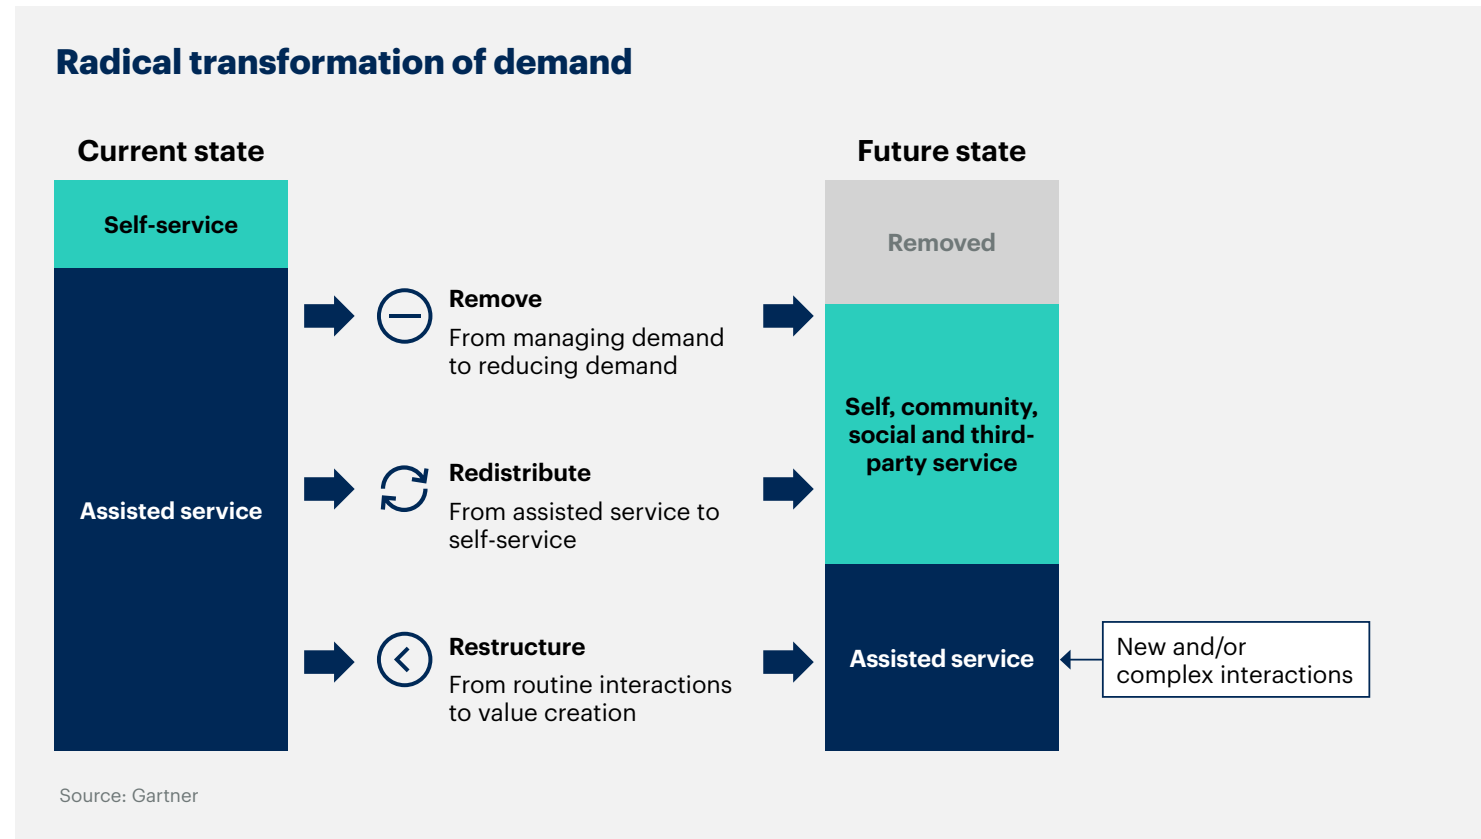 Radical transformation of demand
Current state
Self-service
Assisted service
Remove
From managing demand
to reducing demand
Redistribute
From assisted service to
self-service
Restructure
From routine interactions
to value creation
Future state
Removed
Self, community,
social and third-
party service
Assisted service
New and/or
complex interactions
Source: Gartner